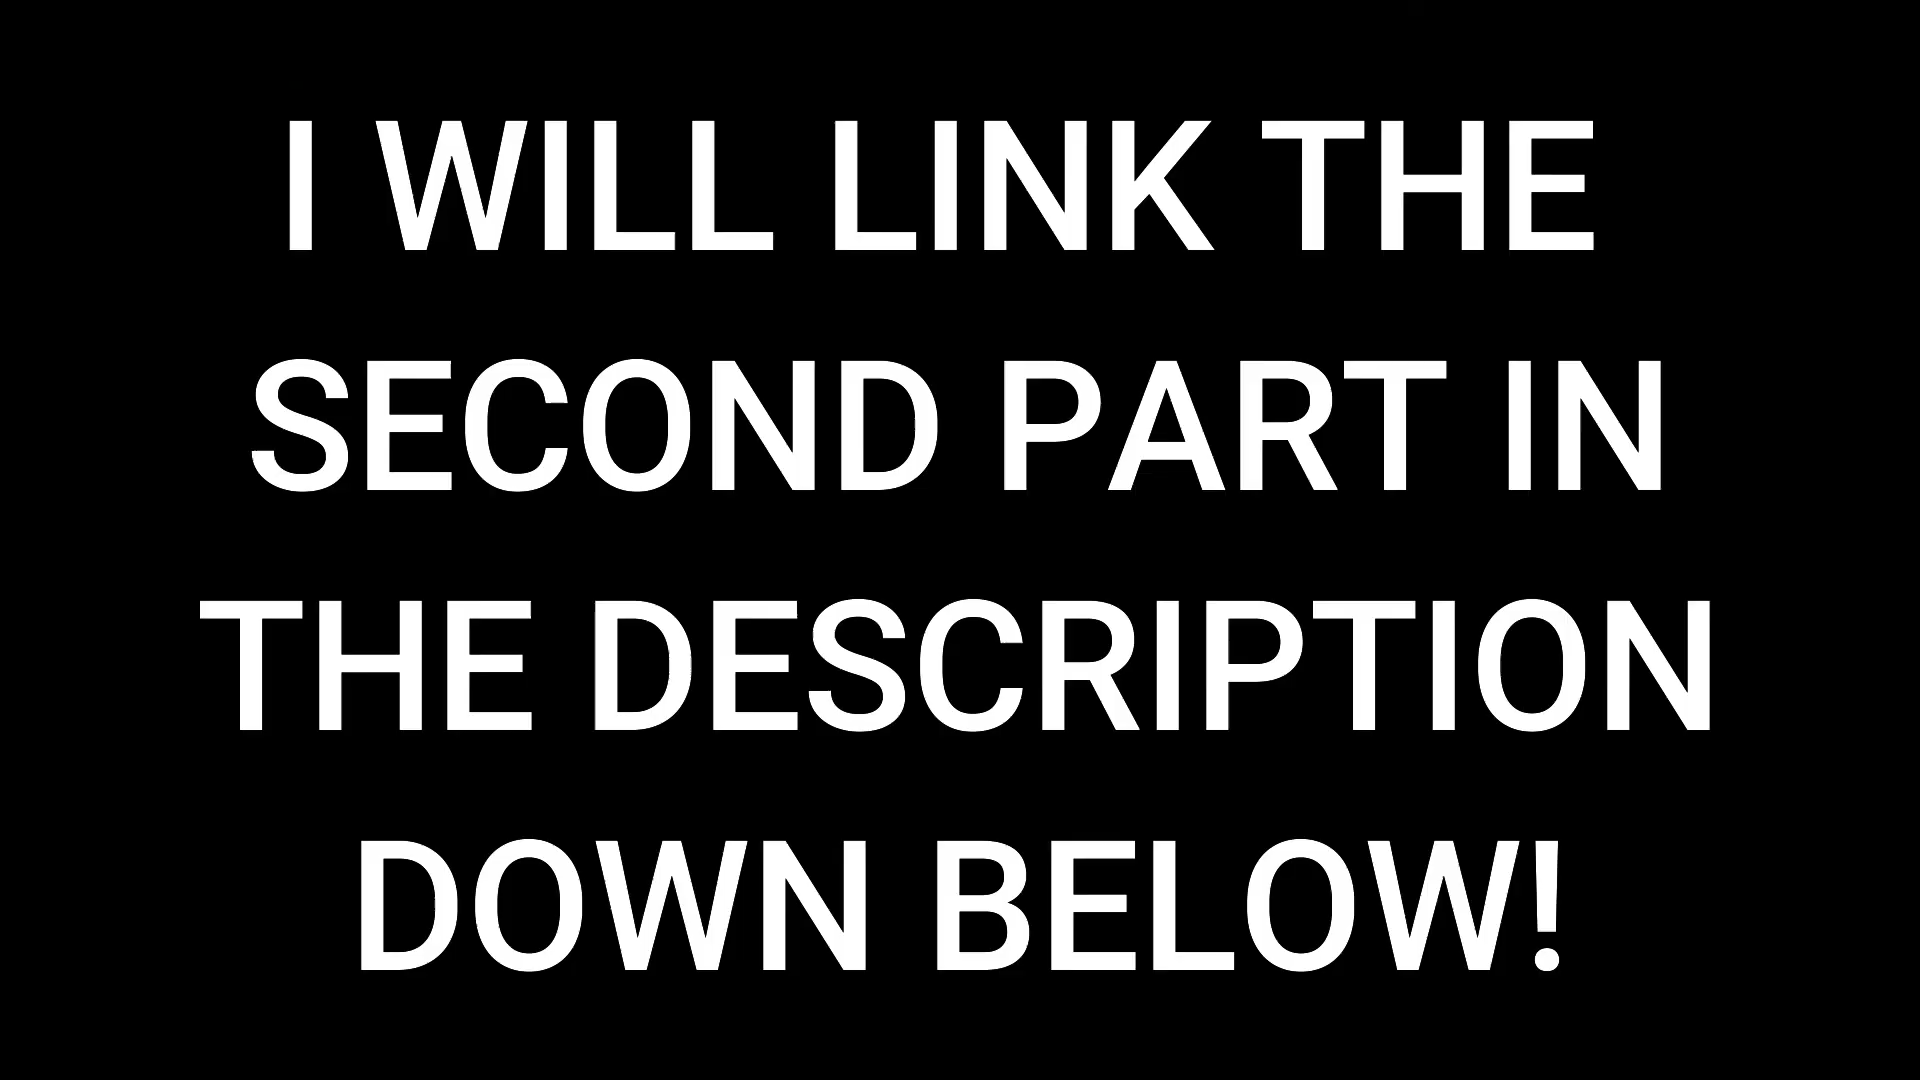 I WILL LINK THE
SECOND PART IN
THE DESCRIPTION
DOWN BELOW!